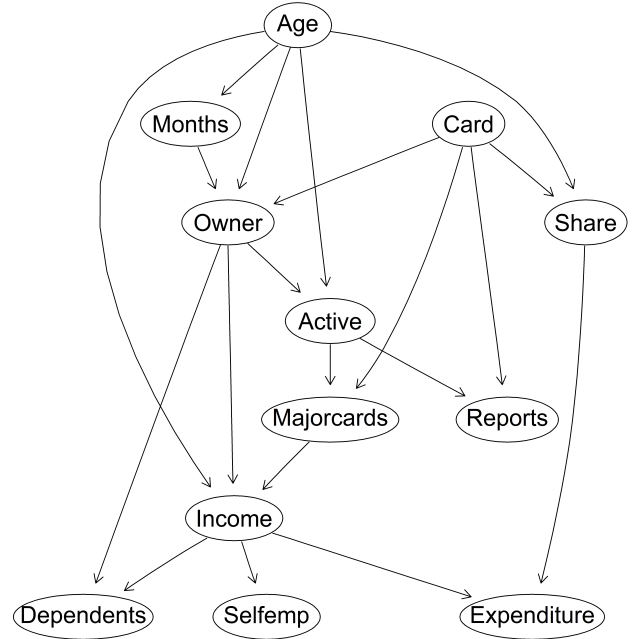 Age
Months
Card
Owner
Share
Active
Majorcards
Reports
Income
Dependents
Selfemp
Expenditure